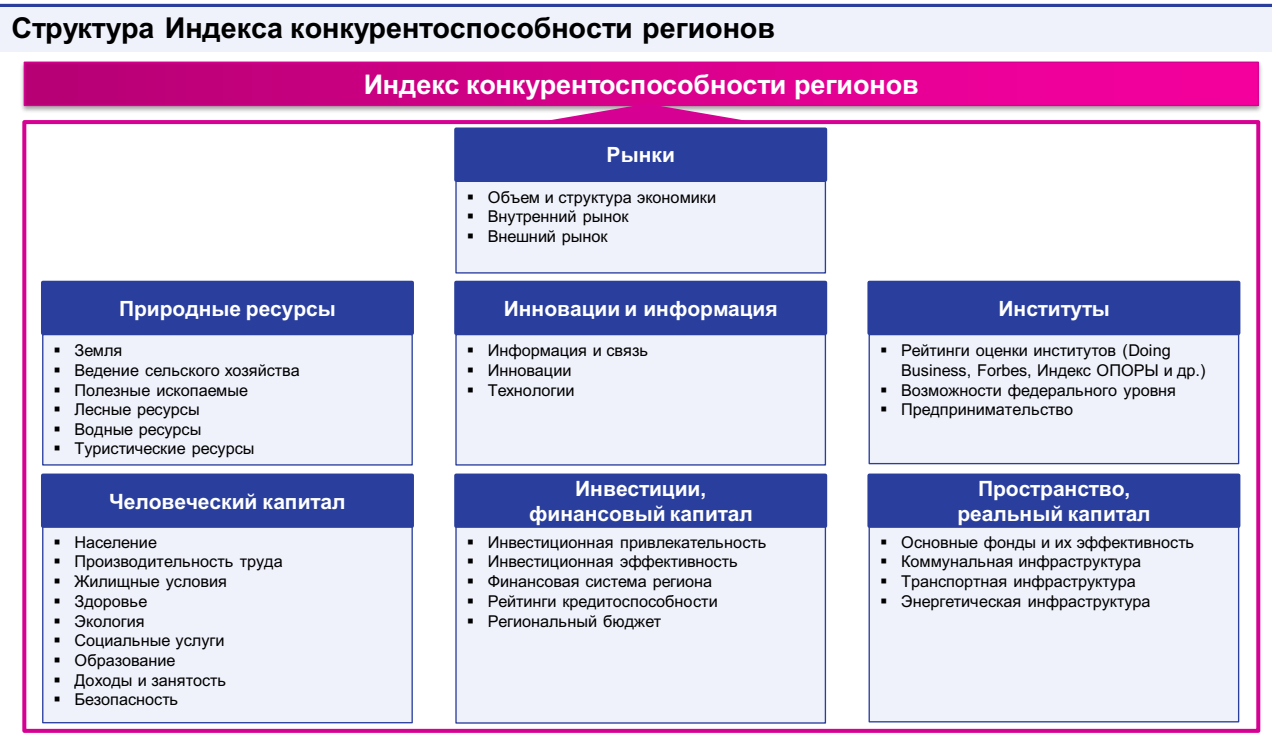 Структура Индекса конкурентоспособности регионов
Индекс конкурентоспособности регионов
Рынки
▪ Объем и структура экономики
▪ Внутренний рынок
▪ Внешний рынок
Природные ресурсы
▪ Земля
▪ Ведение сельского хозяйства
▪ Полезные ископаемые
▪ Лесные ресурсы
▪ Водные ресурсы
▪ Туристические ресурсы
Инновации и информация
▪ Информация и связь
▪ Инновации
▪ Технологии
Институты
▪ Рейтинги оценки институтов (Doing
Business, Forbes, Индекс ОПОРЫ и др.)
▪ Возможности федерального уровня
▪ Предпринимательство
Человеческий капитал
▪ Население
▪ Производительность труда
▪ Жилищные условия
▪ Здоровье
▪ Экология
▪ Социальные услуги
▪ Образование
▪ Доходы и занятость
▪ Безопасность
Инвестиции,
финансовый капитал
▪ Инвестиционная привлекательность
▪ Инвестиционная эффективность
▪ Финансовая система региона
▪ Рейтинги кредитоспособности
▪ Региональный бюджет
Пространство,
реальный капитал
▪ Основные фонды и их эффективность
▪ Коммунальная инфраструктура
▪ Транспортная инфраструктура
▪ Энергетическая инфраструктура